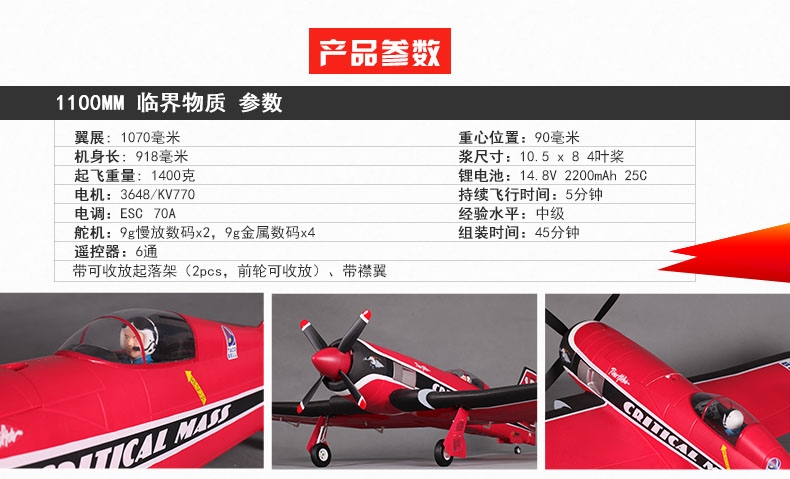 产品参数
1100MM 临界物质 参数
翼展：1070毫米
机身长：918毫米
起飞重量：1400克
电机：3648/KV770
电调：ESC 70A
舵机：9g慢放数码x2，9g金属数码x4
遥控器：6通
带可收放起落架（2pcs，前轮可收放）、带襟翼
重心位置：90毫米
浆尺寸：10.5 x 8 4叶桨
锂电池：14.8V 2200mAh 25C
持续飞行时间：5分钟
经验水平：中级
组装时间：45分钟
CRITICAL MASS
CRITICAL MASS